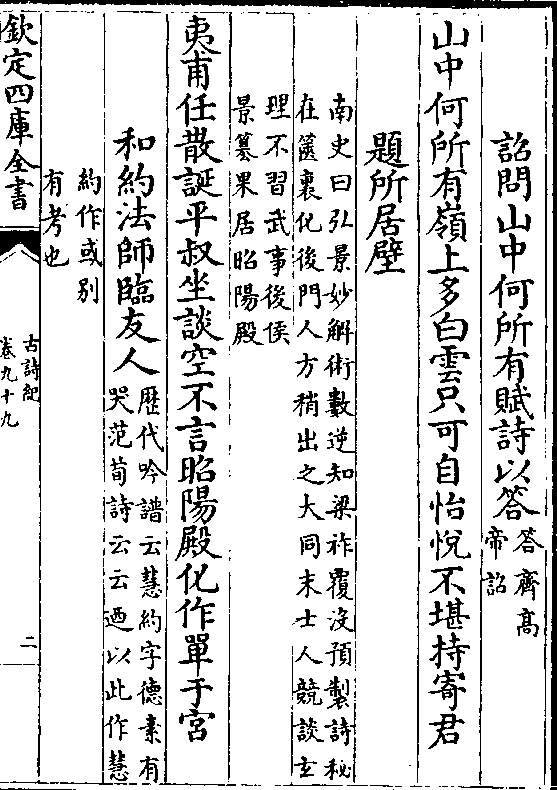 詔問山中何所有賦詩以答答齊髙
帝詔
山中何所有嶺上多白雲只可自怡悅不堪持寄君
題所居壁
南史曰弘景妙解術數逆知梁祚覆没預製詩秘
在篋裏化後門人方稍出之大同末士人競談玄
理不習武事後侯
景篡果居昭陽殿
夷甫任散誕平叔坐談空不言昭陽殿化作單于宮
和約法師臨友人歴代吟譜云慧約字德素有
哭范荀詩云云廼以此作慧
約作或别
有考也
欽定四庫全書
古詩紀
卷九十九
二